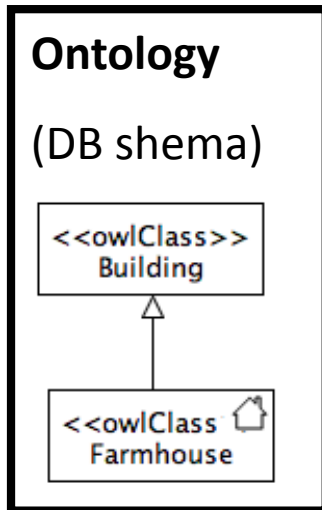 Ontology
(DB shema)
<<owlClass>>
Building
<<owlClass
Farmhouse